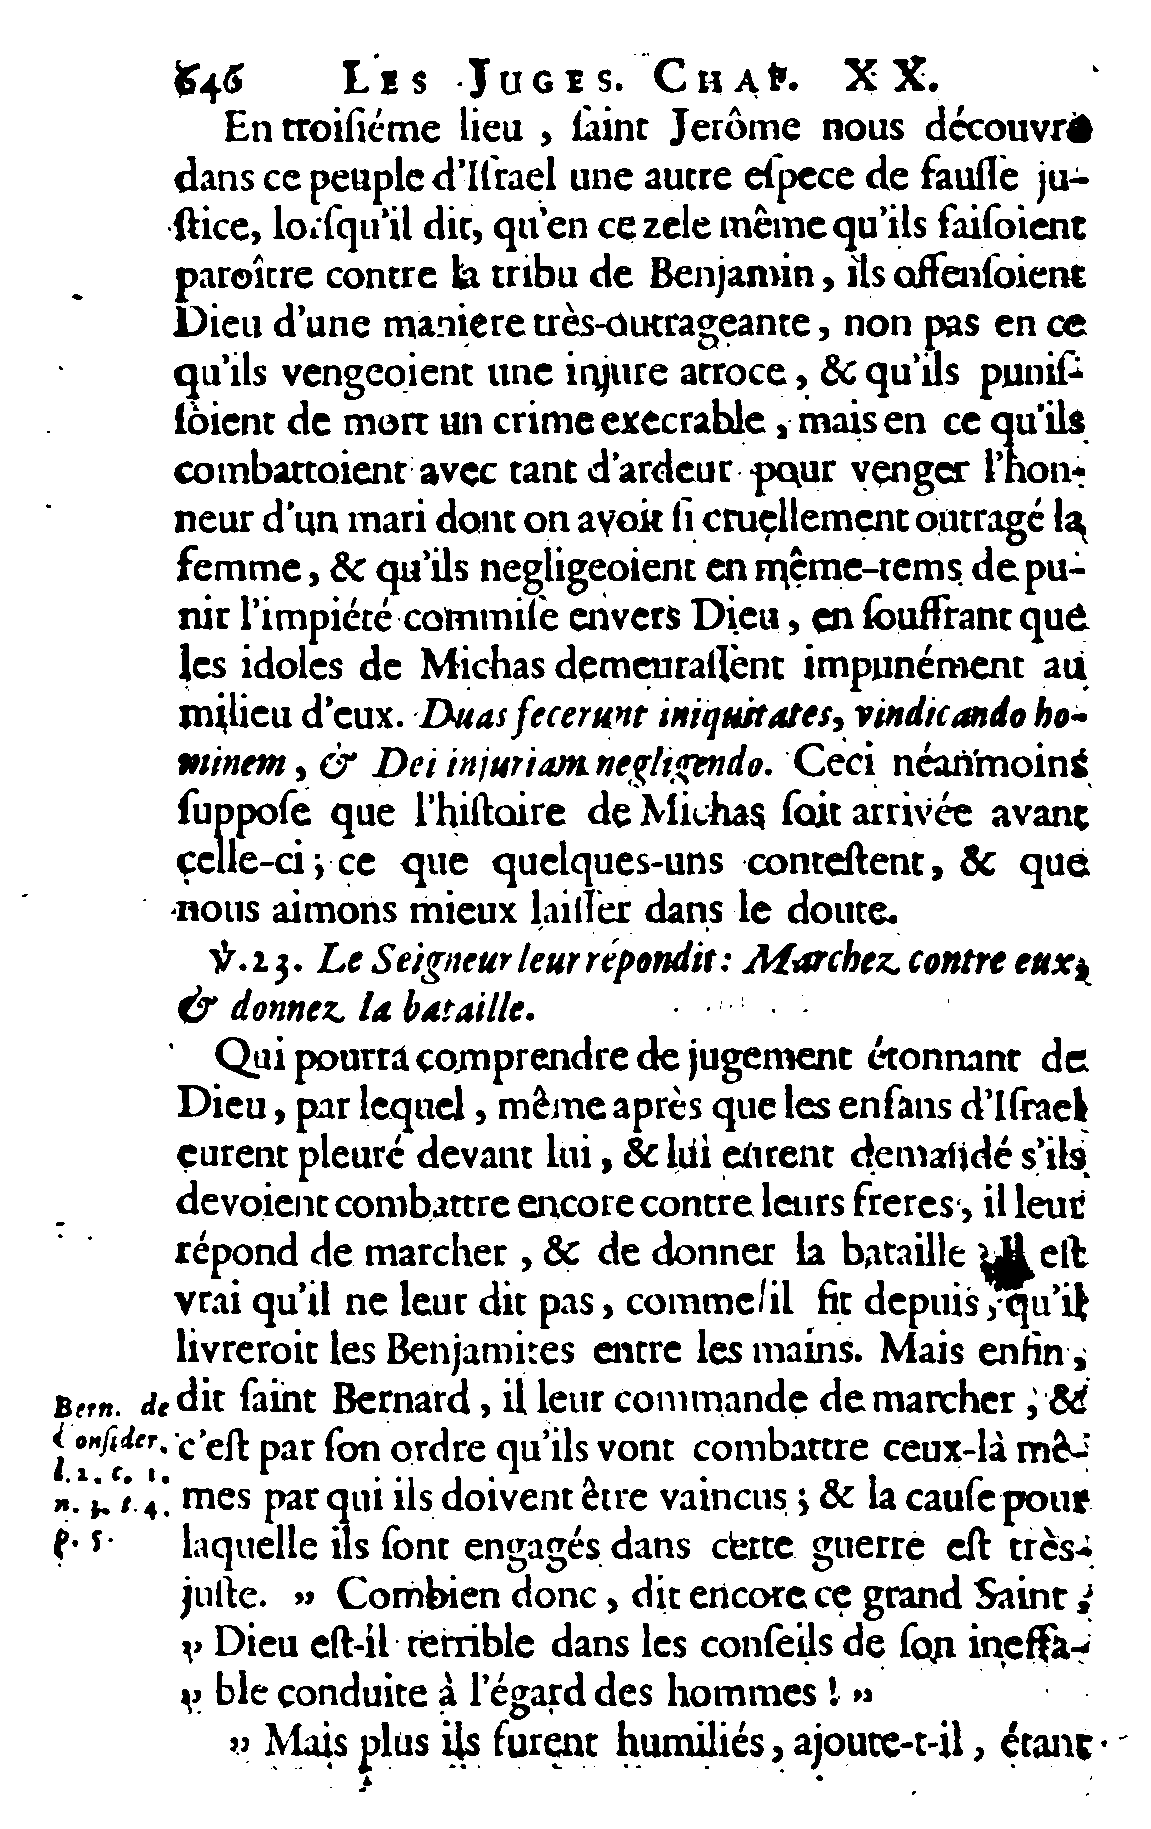 646 LES JUGES. CHAP. XX.
En troisiéme lieu, saint Jerôme nous découvre
dans ce peuple d'Israel une autre espece de fausse ju-
stice, lorsqu'il dit, qu'en ce zele même qu'ils faisoient
paroître contre la tribu de Benjamin, ils offensoient
Dieu d'une maniere très-outrageante, non pas en ce
qu'ils vengeoient une injure atroce, & qu'ils punis-
soient de mort un crime execrable, mais en ce qu'ils
combattoient avec tant d'ardeur pour venger l'hon-
neur d'un mari dont on avoit si cruellement outragé la
femme, & qu'ils negligeoient en même-tems de pu-
nir l'impiété commise envers Dieu, en souffrant que
les idoles de Michas demeurassent impunément au
milieu d'eux. Duas fecerunt iniquitates, vindicando ho-
minem, & Dei injuriam negligendo. Ceci néanmoins
suppose que l'histoire de Michas soit arrivée avant
celle-ci; ce que quelques-uns contestent, & que
nous aimons mieux laisser dans le doute.
℣. 23. Le Seigneur leur répondit: Marchez contre eux,
& donnez la bataille.
Qui pourra comprendre de jugement étonnant de
Dieu, par lequel, même après que les enfans d'Israel
eurent pleuré devant lui, & lui eurent demandé s'ils
devoient combattre encore contre leurs freres, il leur
répond de marcher, & de donner la bataille? Il est
vrai qu'il ne leur dit pas, comme il fit depuis, qu'il
livreroit les Benjamites entre les mains. Mais enfin,
dit saint Bernard, il leur commande de marcher; &
c'est par son ordre qu'ils vont combattre ceux-là mê-
mes par qui ils doivent être vaincus; & la cause pour
laquelle ils sont engagés dans cette guerre est très-
juste. » Combien donc, dit encore ce grand Saint,
» Dieu est-il terrible dans les conseils de son ineffa-
» ble conduite à l'égard des hommes! »
» Mais plus ils furent humiliés, ajoute-t-il, étant
Bern. de
Consider.
l. 2. c. 1.
n. 3. t. 4.
p. 5.